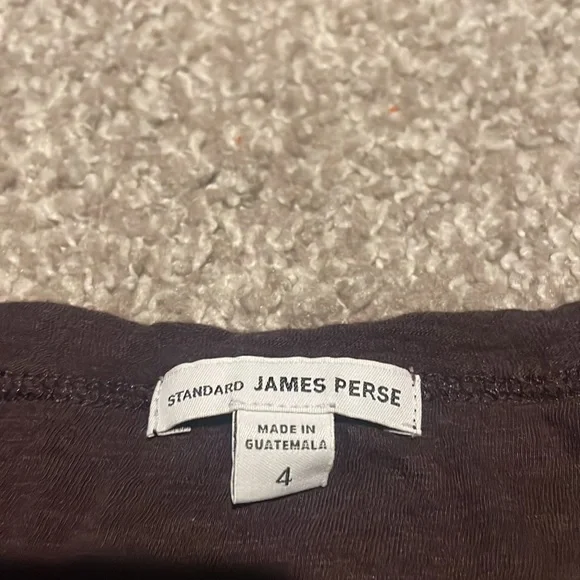 STANDARD JAMES PERSE
MADE IN
GUATEMALA
4